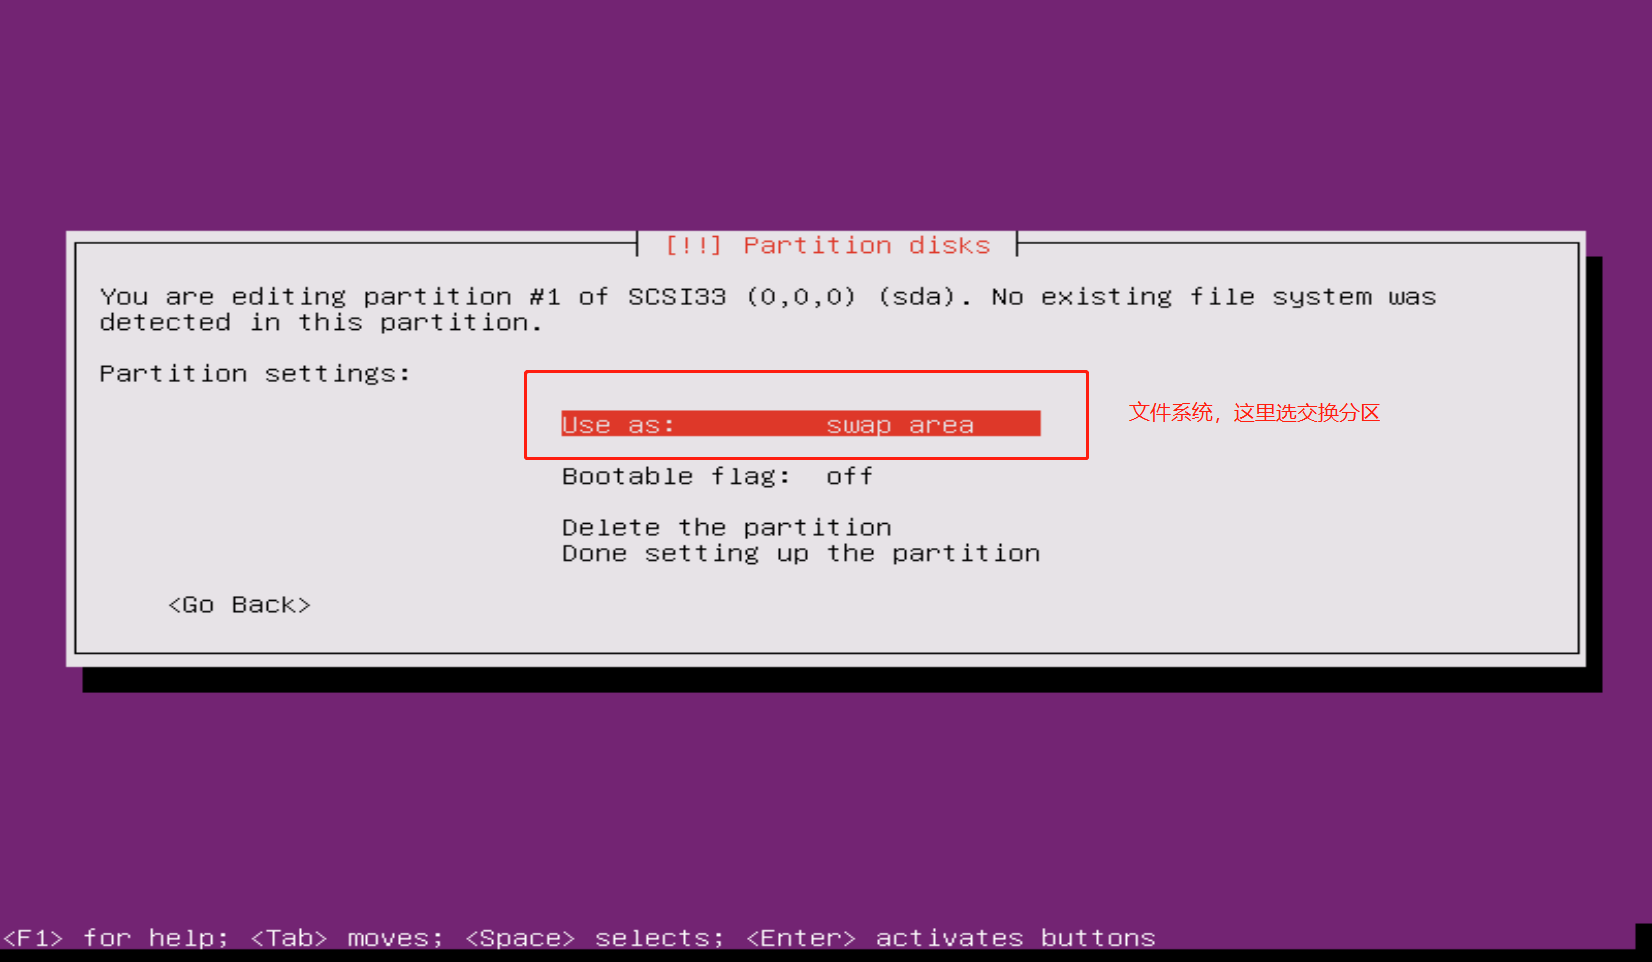 [!!] Partition disks
You are editing partition #1 of SCSI33 (0,0,0) (sda). No existing file system was
detected in this partition.
Partition settings:
Use as: swap area
文件系统，这里选交换分区
Bootable flag: off
Delete the partition
Done setting up the partition
<Go Back>
<F1> for help; <Tab> moves; <Space> selects; <Enter> activates buttons